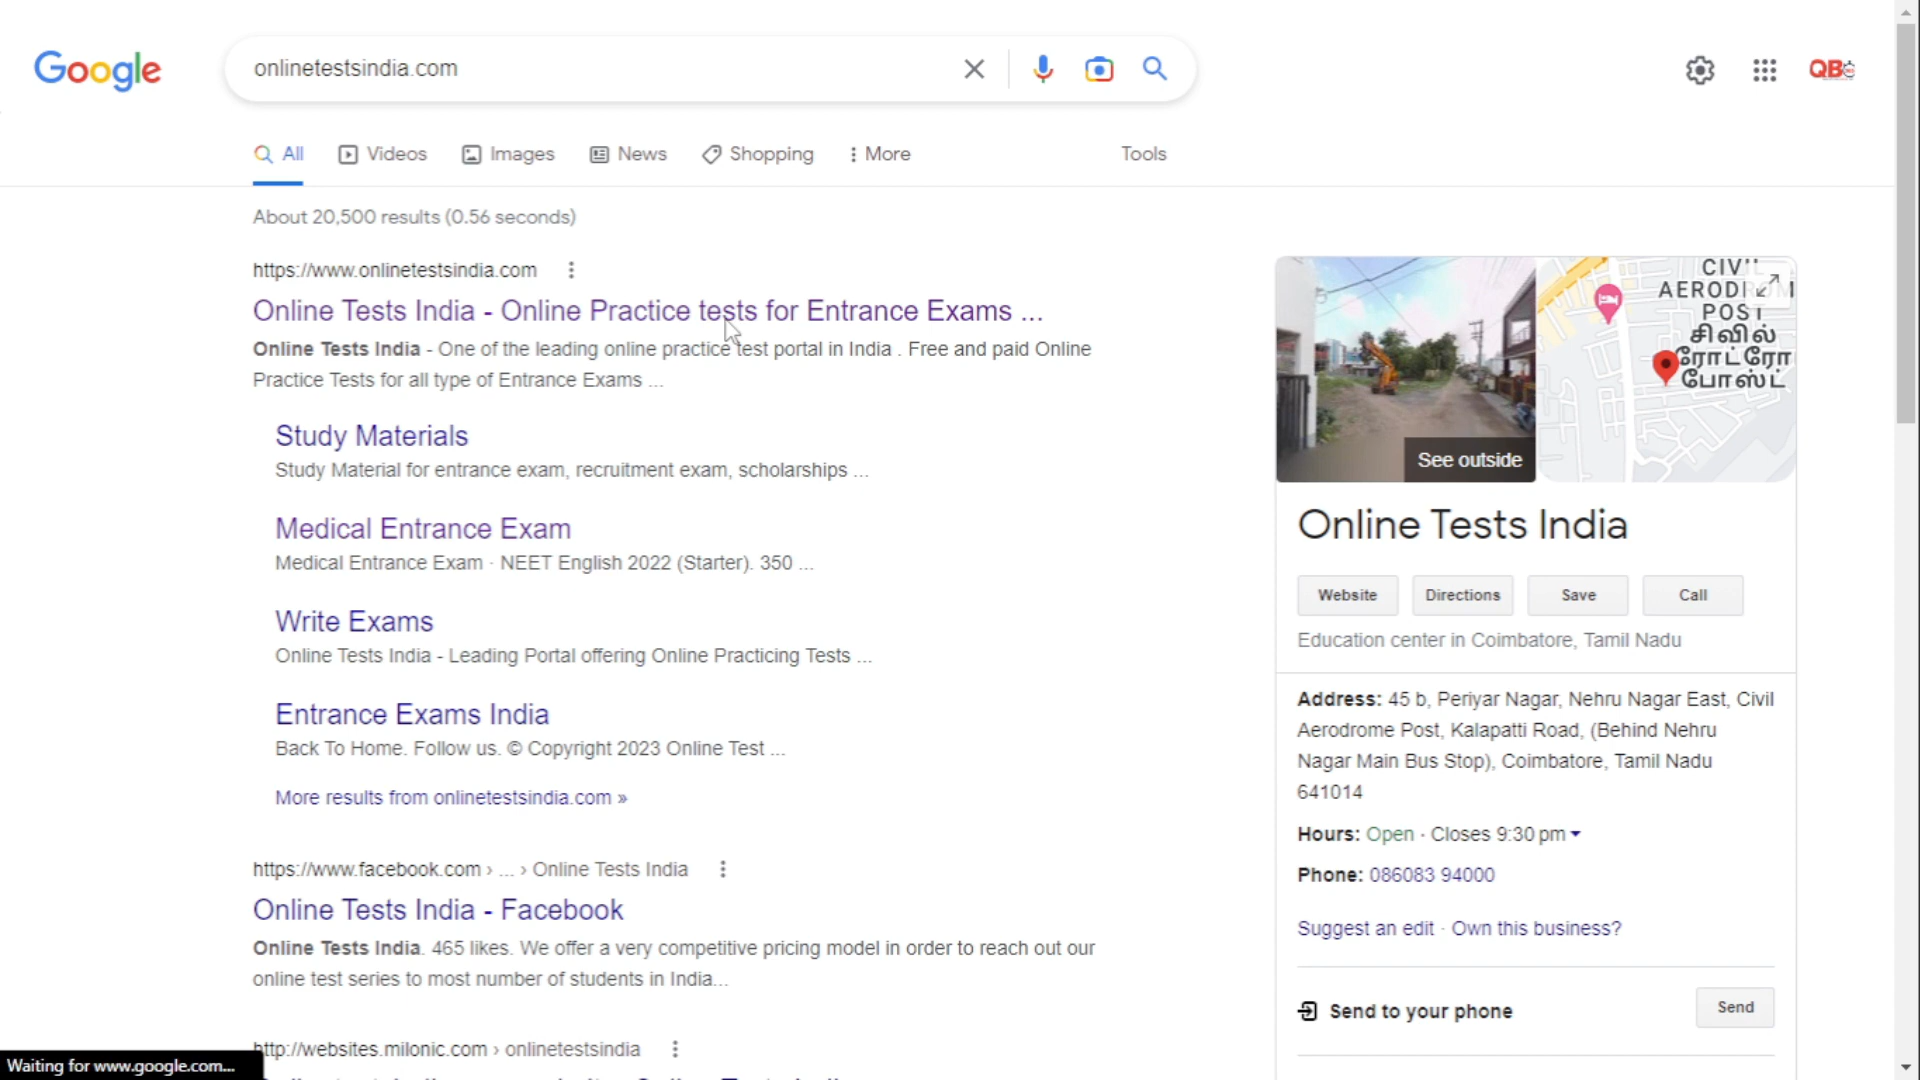 Google
onlinetestsindia.com
QB
All
Videos
Images
News
Shopping
More
Tools
About 20,500 results (0.56 seconds)
https://www.onlinetestsindia.com
Online Tests India - Online Practice tests for Entrance Exams ...
Online Tests India - One of the leading online practice test portal in India . Free and paid Online
Practice Tests for all type of Entrance Exams ...
Study Materials
Study Material for entrance exam, recruitment exam, scholarships ...
Medical Entrance Exam
Medical Entrance Exam · NEET English 2022 (Starter). 350 ...
Write Exams
Online Tests India - Leading Portal offering Online Practicing Tests ...
Entrance Exams India
Back To Home. Follow us. © Copyright 2023 Online Test ...
More results from onlinetestsindia.com »
https://www.facebook.com › ... › Online Tests India
Online Tests India - Facebook
Online Tests India. 465 likes. We offer a very competitive pricing model in order to reach out our
online test series to most number of students in India...
http://websites.milonic.com › onlinetestsindia
Waiting for www.google.com...
See outside
POST
சிவில்
ரோட்ரோ
போஸ்ட்
Online Tests India
Website
Directions
Save
Call
Education center in Coimbatore, Tamil Nadu
Address: 45 b, Periyar Nagar, Nehru Nagar East, Civil
Aerodrome Post, Kalapatti Road, (Behind Nehru
Nagar Main Bus Stop), Coimbatore, Tamil Nadu
641014
Hours: Open · Closes 9:30 pm
Phone: 086083 94000
Suggest an edit · Own this business?
Send to your phone
Send